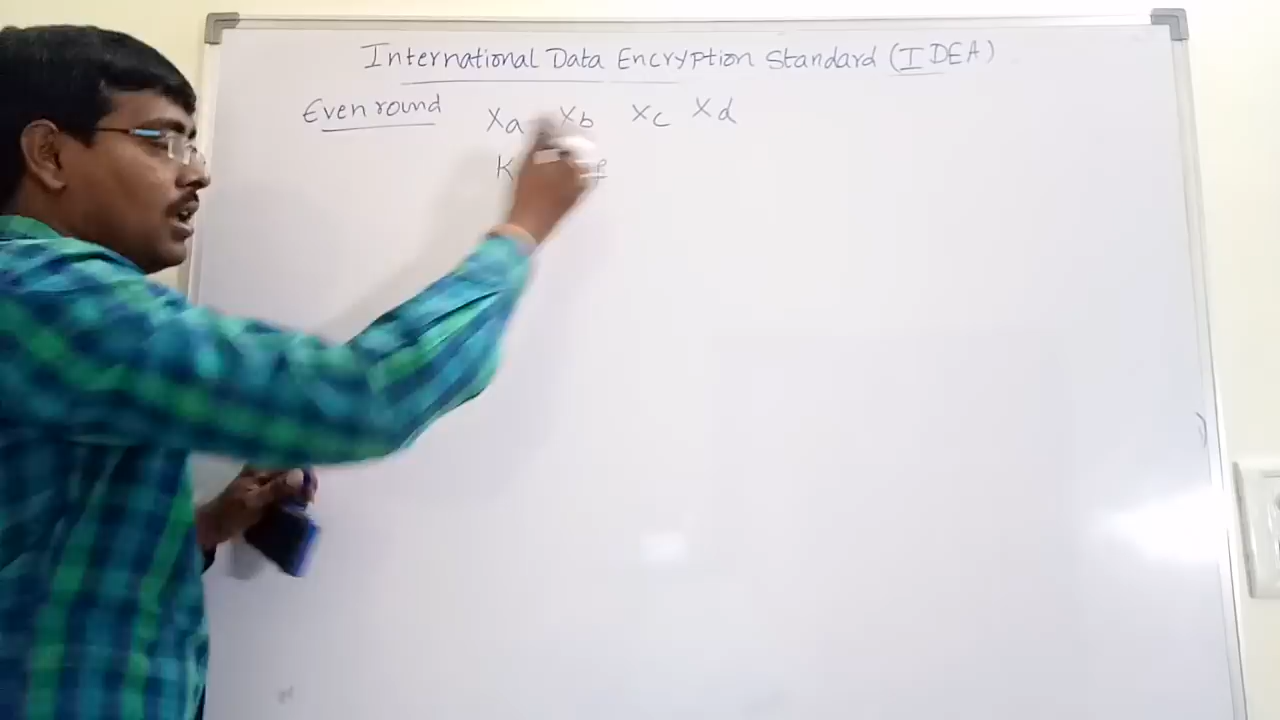 International Data Encryption Standard (IDEA)
Even round Xa Xb Xc Xd
K